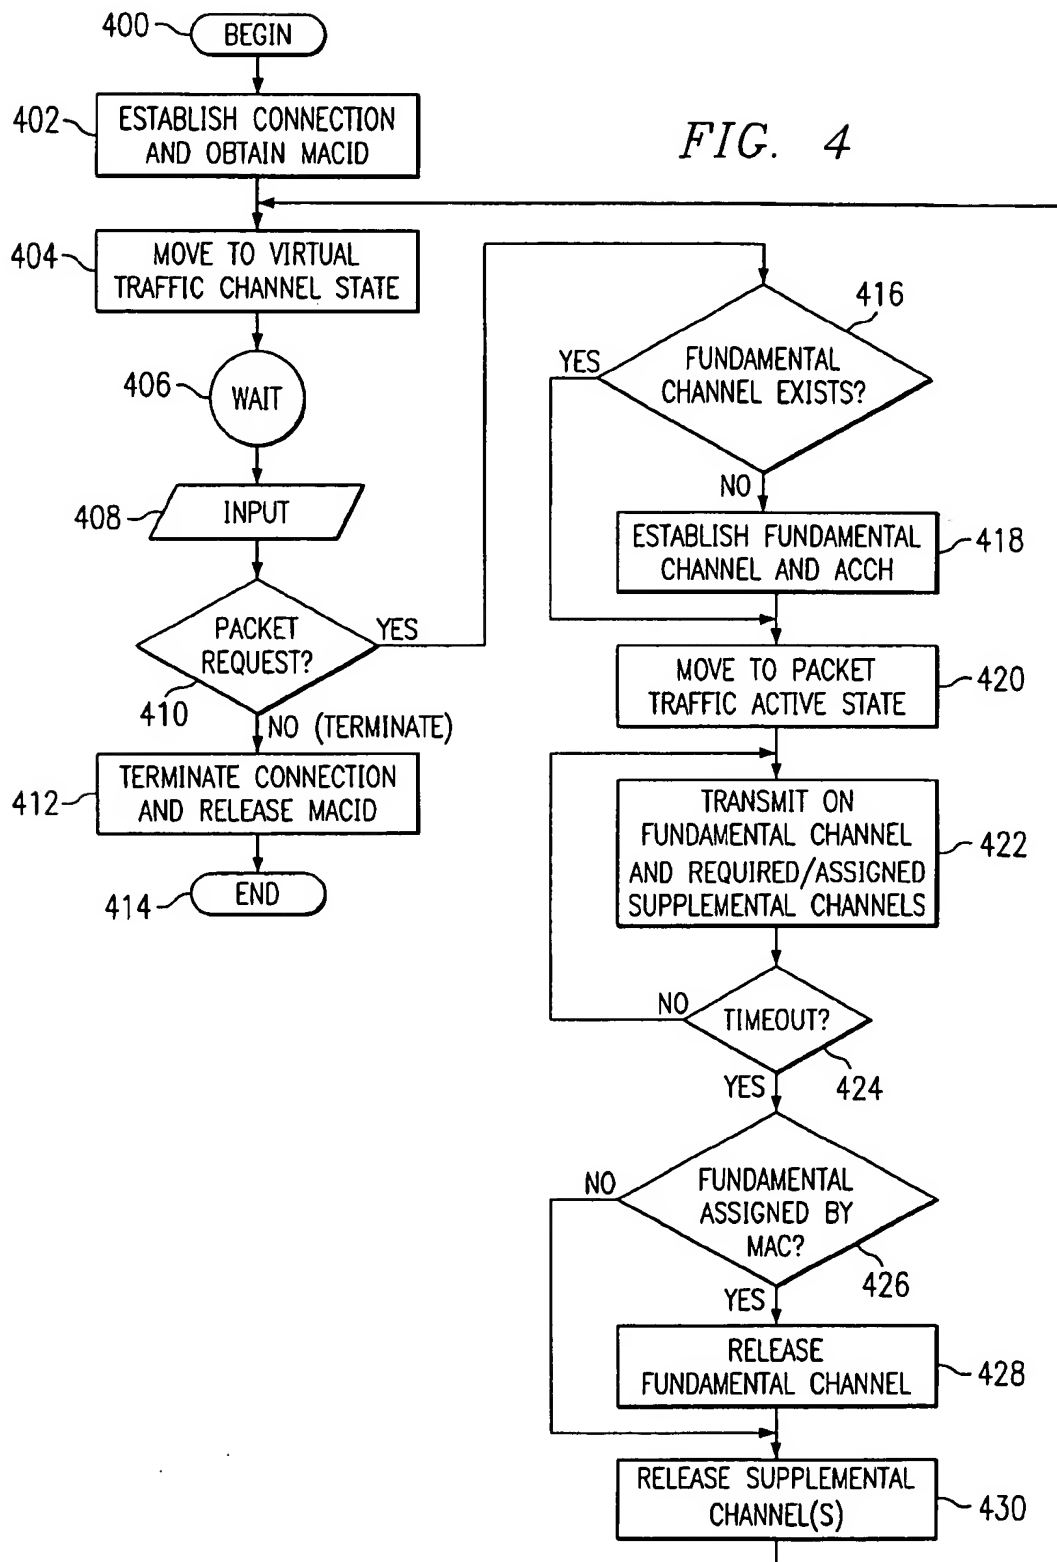 400
BEGIN
402
ESTABLISH CONNECTION
AND OBTAIN MACID
FIG. 4
404
MOVE TO VIRTUAL
TRAFFIC CHANNEL STATE
406
WAIT
408
INPUT
PACKET
REQUEST?
YES
410
NO (TERMINATE)
412
TERMINATE CONNECTION
AND RELEASE MACID
414
END
416
YES
FUNDAMENTAL
CHANNEL EXISTS?
NO
ESTABLISH FUNDAMENTAL
CHANNEL AND ACCH
418
MOVE TO PACKET
TRAFFIC ACTIVE STATE
420
TRANSMIT ON
FUNDAMENTAL CHANNEL
AND REQUIRED/ASSIGNED
SUPPLEMENTAL CHANNELS
422
NO
TIMEOUT?
YES
424
NO
FUNDAMENTAL
ASSIGNED BY
MAC?
426
YES
RELEASE
FUNDAMENTAL CHANNEL
428
RELEASE SUPPLEMENTAL
CHANNEL(S)
430